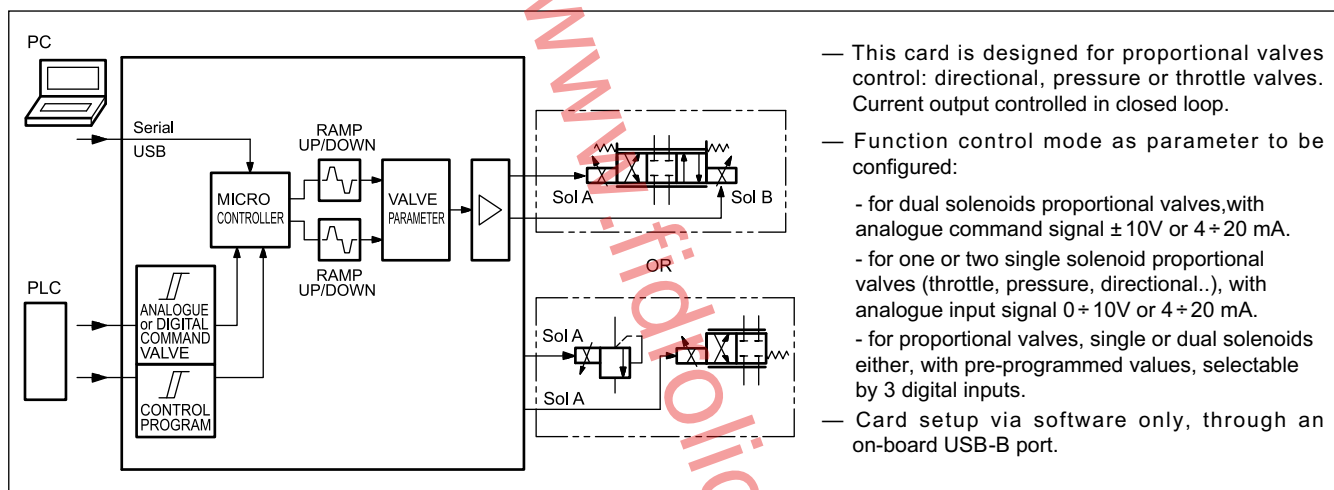 PC
Serial
USB
RAMP
UP/DOWN
MICRO
CONTROLLER
VALVE
PARAMETER
RAMP
UP/DOWN
Sol A
Sol B
OR
PLC
ANALOGUE
or DIGITAL
COMMAND
VALVE
CONTROL
PROGRAM
Sol A
Sol A
— This card is designed for proportional valves
control: directional, pressure or throttle valves.
Current output controlled in closed loop.
— Function control mode as parameter to be
configured:
- for dual solenoids proportional valves,with
analogue command signal ±10V or 4÷20 mA.
- for one or two single solenoid proportional
valves (throttle, pressure, directional..), with
analogue input signal 0÷10V or 4÷20 mA.
- for proportional valves, single or dual solenoids
either, with pre-programmed values, selectable
by 3 digital inputs.
— Card setup via software only, through an
on-board USB-B port.